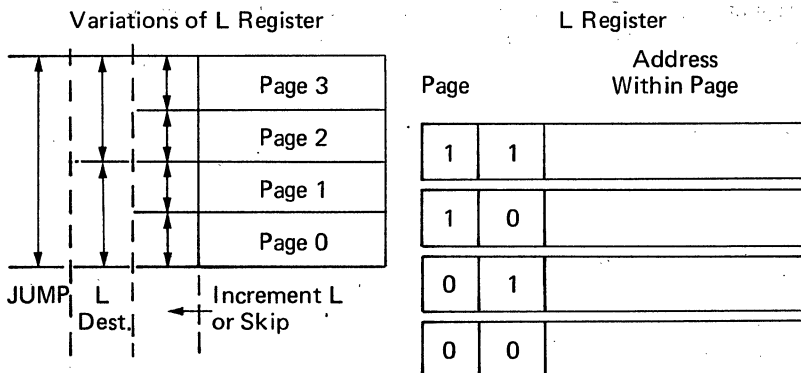 Variations of L Register
Page 3
Page 2
Page 1
Page 0
JUMP
L
Dest.
Increment L
or Skip
L Register
Page
Address
Within Page
1 1
1 0
0 1
0 0